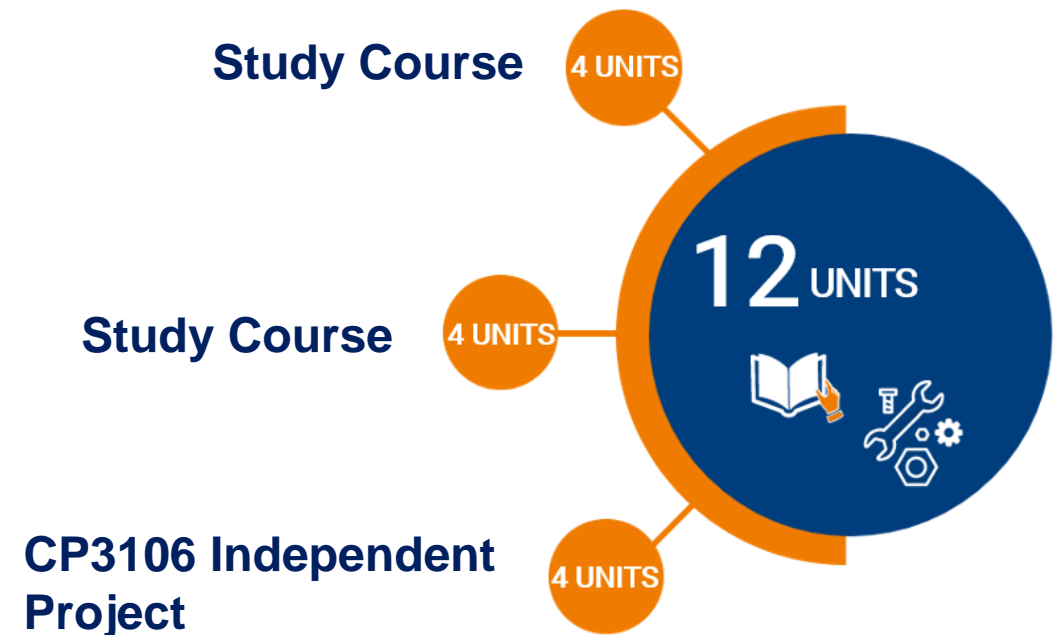 Study Course
4 UNITS
12 UNITS
Study Course
4 UNITS
CP3106 Independent
Project
4 UNITS